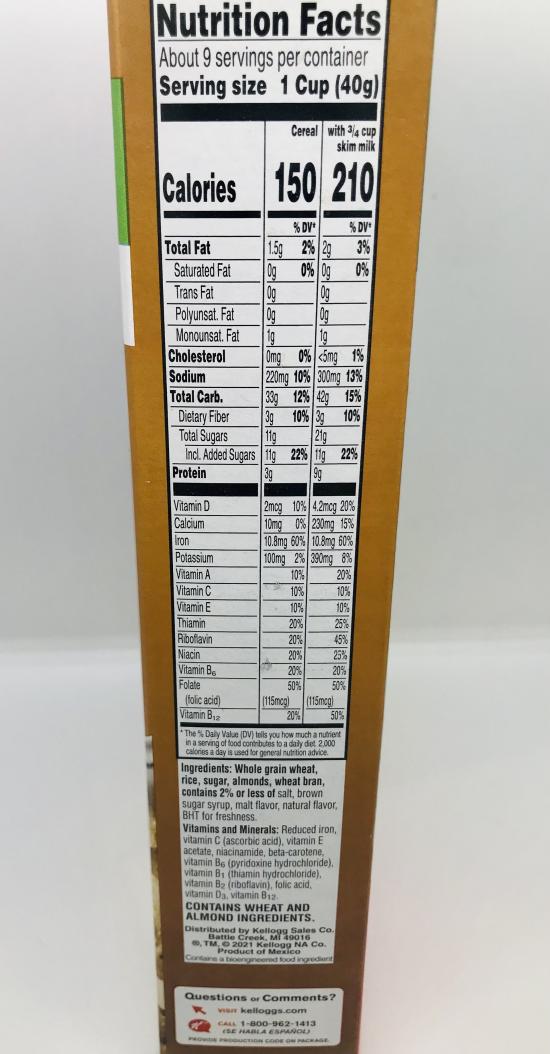 Nutrition Facts
About 9 servings per container
Serving size 1 Cup (40g)
Cereal with 3/4 cup
skim milk
Calories 150 210
% DV* % DV*
Total Fat 1.5g 2% 2g 3%
Saturated Fat 0g 0% 0g 0%
Trans Fat 0g 0g
Polyunsat. Fat 0g 0g
Monounsat. Fat 1g 1g
Cholesterol 0mg 0% <5mg 1%
Sodium 220mg 10% 300mg 13%
Total Carb. 33g 12% 42g 15%
Dietary Fiber 3g 10% 3g 10%
Total Sugars 11g 21g
Incl. Added Sugars 11g 22% 11g 22%
Protein 3g 9g
Vitamin D 2mcg 10% 4.2mcg 20%
Calcium 10mg 0% 230mg 15%
Iron 10.8mg 60% 10.8mg 60%
Potassium 100mg 2% 390mg 8%
Vitamin A 10% 20%
Vitamin C 10% 10%
Vitamin E 10% 10%
Thiamin 20% 25%
Riboflavin 20% 45%
Niacin 20% 25%
Vitamin B6 20% 20%
Folate 50% 50%
(folic acid) (115mcg) (115mcg)
Vitamin B12 20% 50%
* The % Daily Value (DV) tells you how much a nutrient
in a serving of food contributes to a daily diet. 2,000
calories a day is used for general nutrition advice.
Ingredients: Whole grain wheat,
rice, sugar, almonds, wheat bran,
contains 2% or less of salt, brown
sugar syrup, malt flavor, natural flavor,
BHT for freshness.
Vitamins and Minerals: Reduced iron,
vitamin C (ascorbic acid), vitamin E
acetate, niacinamide, beta-carotene,
vitamin B6 (pyridoxine hydrochloride),
vitamin B1 (thiamin hydrochloride),
vitamin B2 (riboflavin), folic acid,
vitamin D3, vitamin B12.
CONTAINS WHEAT AND
ALMOND INGREDIENTS.
Distributed by Kellogg Sales Co.
Battle Creek, MI 49016
®, TM, © 2021 Kellogg NA Co.
Product of Mexico
Contains a bioengineered food ingredient
Questions or Comments?
VISIT kelloggs.com
CALL 1-800-962-1413
(SE HABLA ESPAÑOL)
PROVIDE PRODUCTION CODE ON PACKAGE.